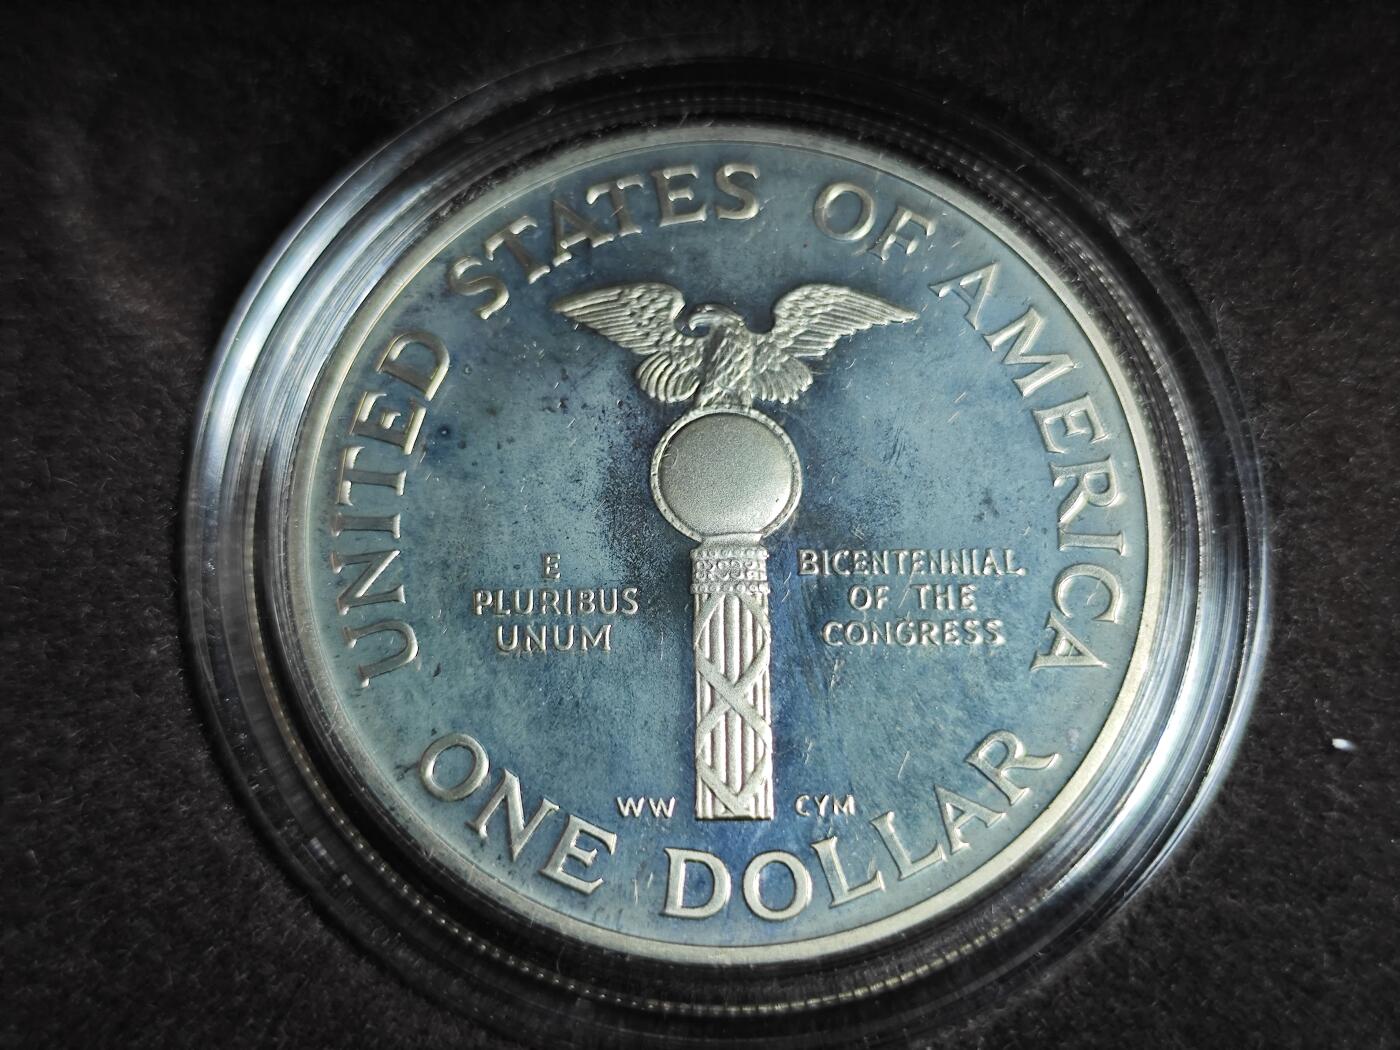 UNITED STATES OF AMERICA
E
PLURIBUS
UNUM
BICENTENNIAL
OF THE
CONGRESS
WW
CYM
ONE DOLLAR